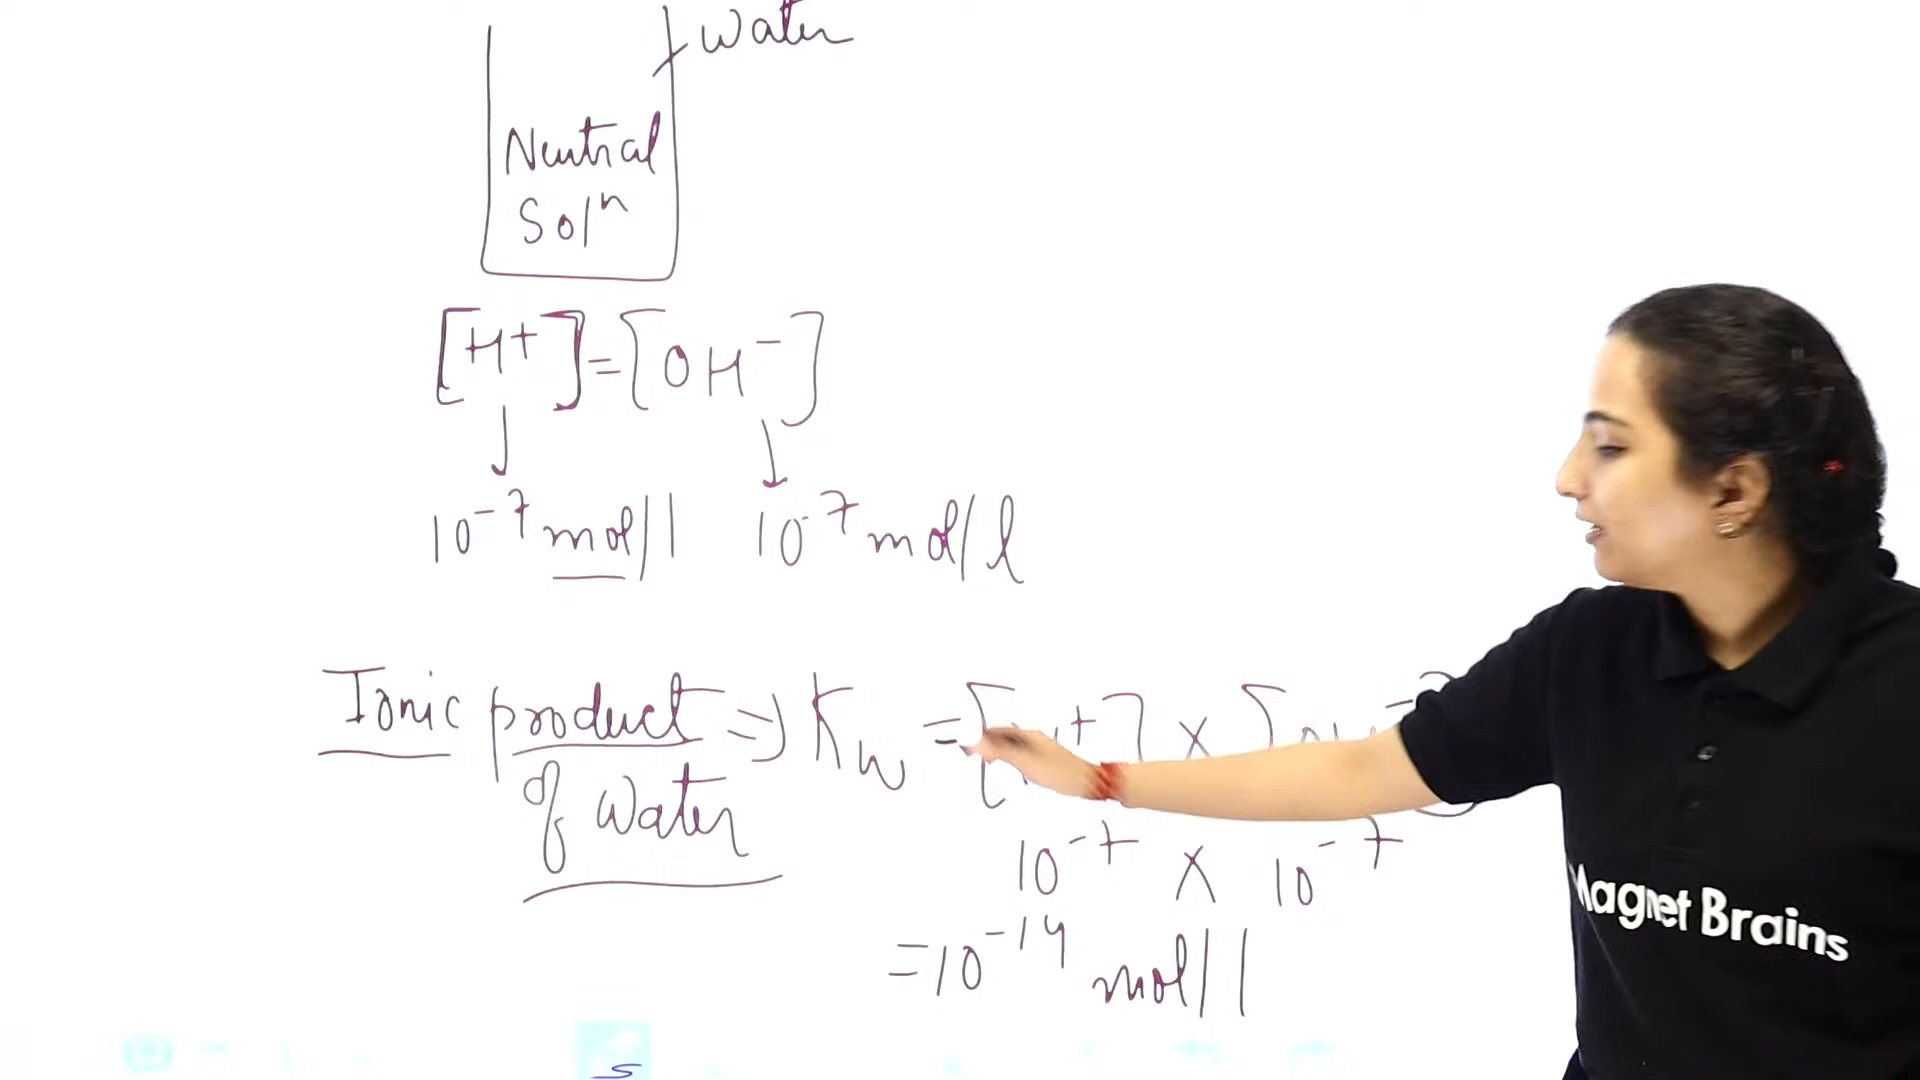 Water
Neutral
Solⁿ
[H+]=[OH⁻]
10⁻⁷ mol/l 10⁻⁷ mol/l
Ionic product => Kw = [ + ] × [
of water
10⁻⁷ × 10⁻⁷
=10⁻¹⁴ mol/l
Magnet Brains